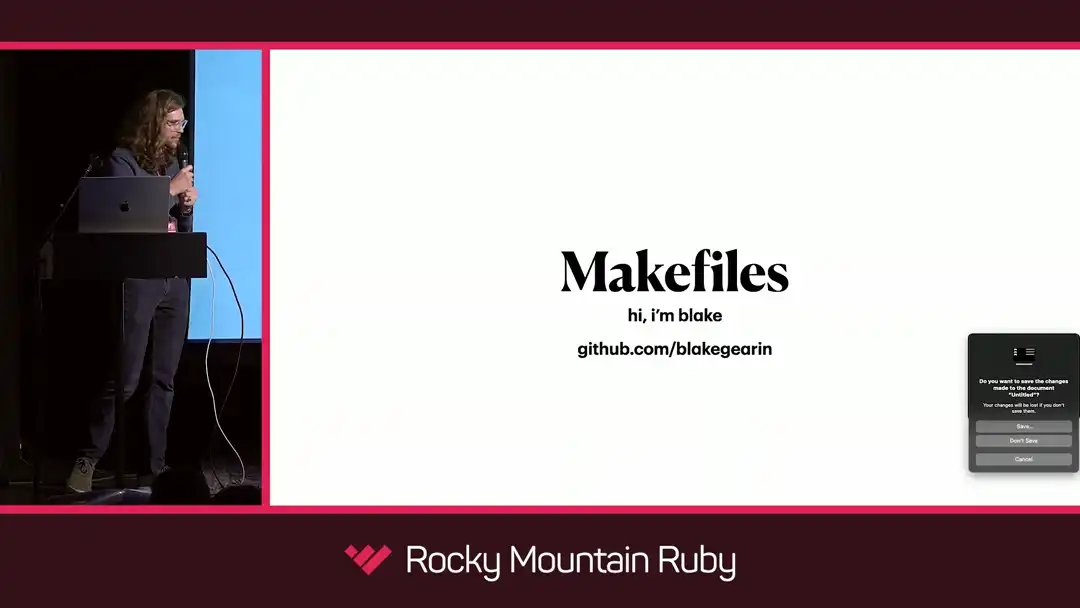 Makefiles
hi, i'm blake
github.com/blakegearin
Do you want to save the changes
made to the document
"Untitled"?
Your changes will be lost if you don't
save them.
Save...
Don't Save
Cancel
Rocky Mountain Ruby